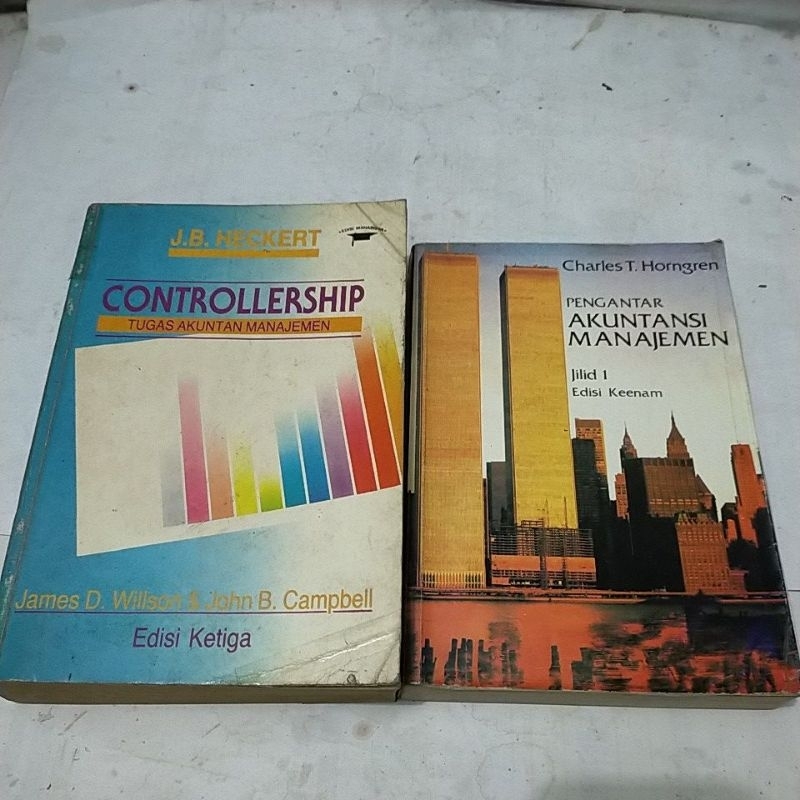 J.B. HECKERT
CONTROLLERSHIP
TUGAS AKUNTAN MANAJEMEN
James D. Willson & John B. Campbell
Edisi Ketiga
Charles T. Horngren
PENGANTAR
AKUNTANSI
MANAJEMEN
Jilid 1
Edisi Keenam